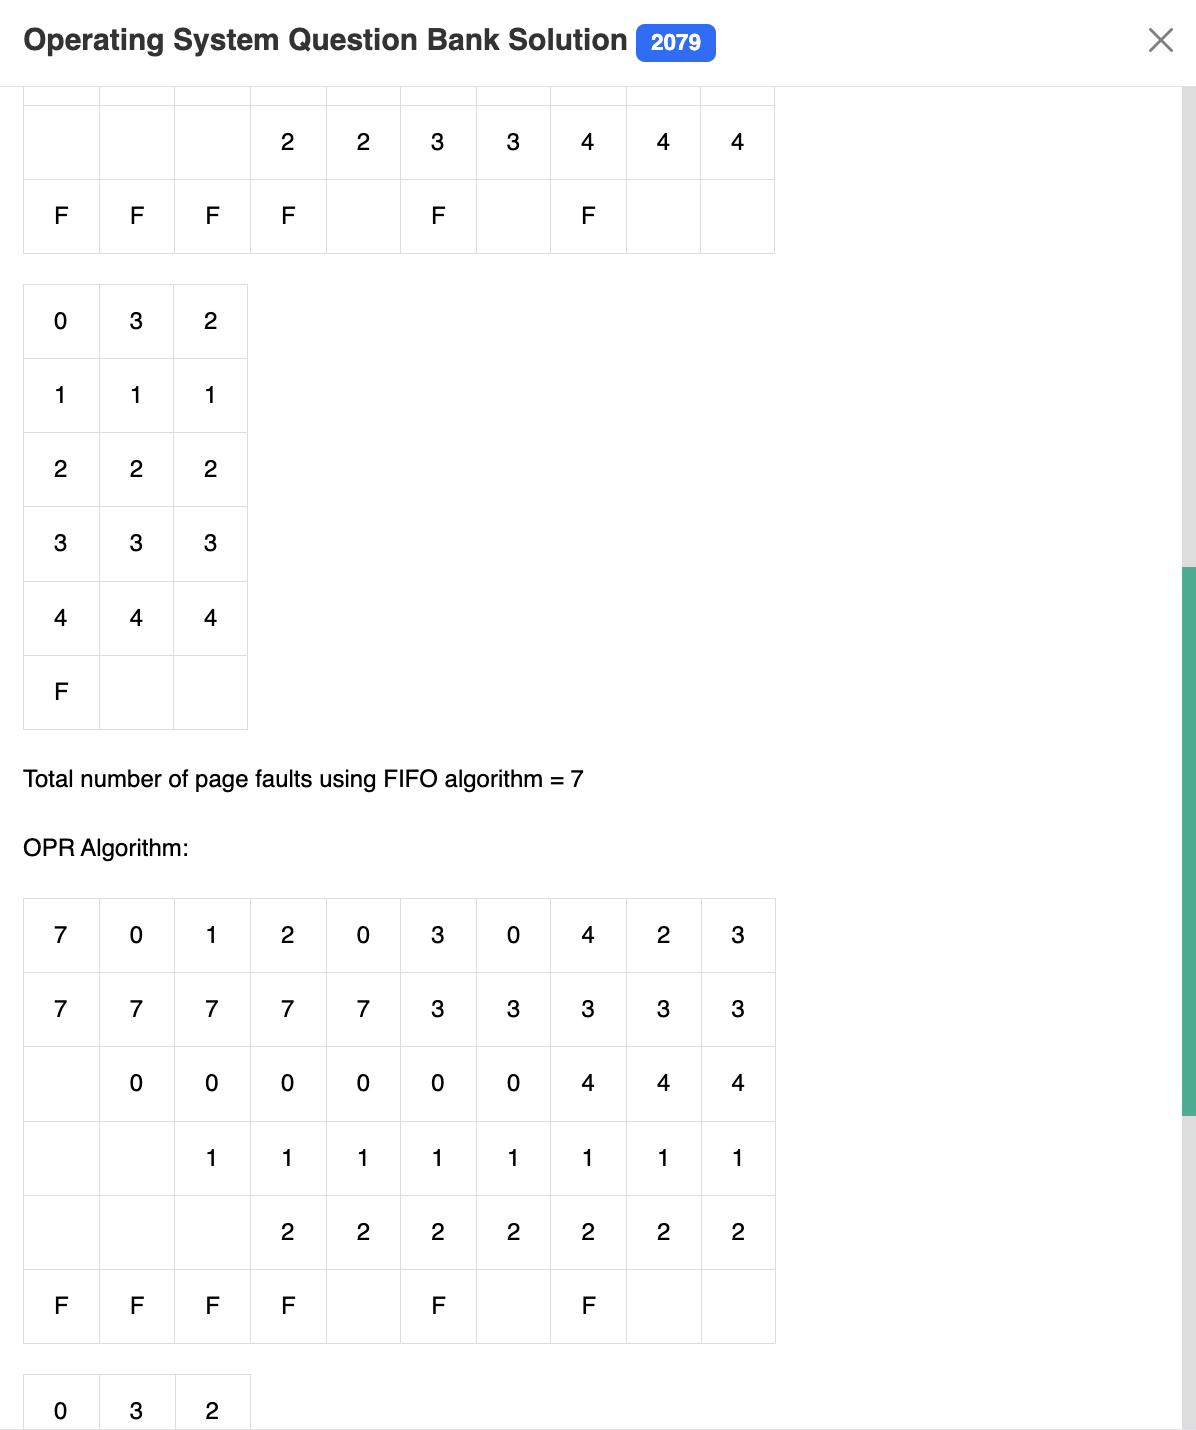 Operating System Question Bank Solution 2079
2 2 3 3 4 4 4
F F F F F F
0 3 2
1 1 1
2 2 2
3 3 3
4 4 4
F
Total number of page faults using FIFO algorithm = 7
OPR Algorithm:
7 0 1 2 0 3 0 4 2 3
7 7 7 7 7 3 3 3 3 3
0 0 0 0 0 0 4 4 4
1 1 1 1 1 1 1 1
2 2 2 2 2 2 2
F F F F F F
0 3 2